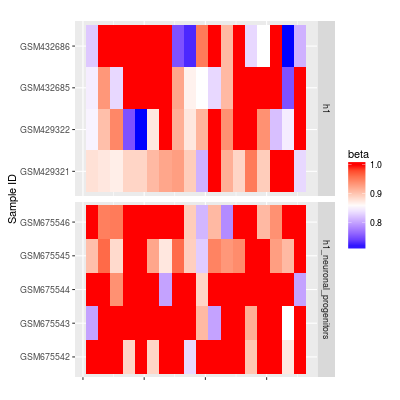 GSM432686
GSM432685
GSM429322
GSM429321
h1
GSM675546
GSM675545
GSM675544
GSM675543
GSM675542
h1_neuronal_progenitors
Sample ID
beta
1.0
0.9
0.8